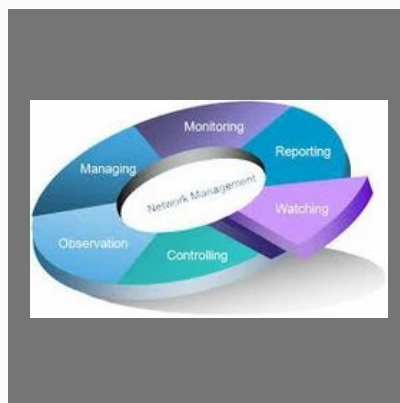 Monitoring
Reporting
Managing
Network Management
Watching
Observation
Controlling